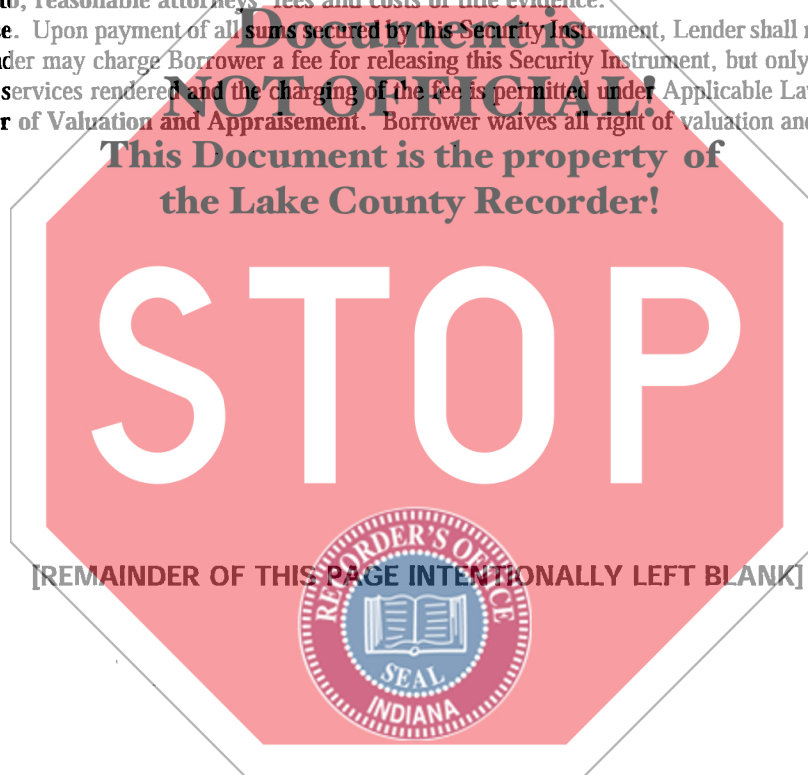 to, reasonable attorneys' fees and costs of title evidence.
e. Upon payment of all sums secured by this Security Instrument, Lender shall
der may charge Borrower a fee for releasing this Security Instrument, but only
services rendered and the charging of the fee is permitted under Applicable La
r of Valuation and Appraisement. Borrower waives all right of valuation and
Document is
NOT OFFICIAL!
This Document is the property of
the Lake County Recorder!
STOP
[REMAINDER OF THIS PAGE INTENTIONALLY LEFT BLANK]
RECORDER'S OFFICE
SEAL
INDIANA